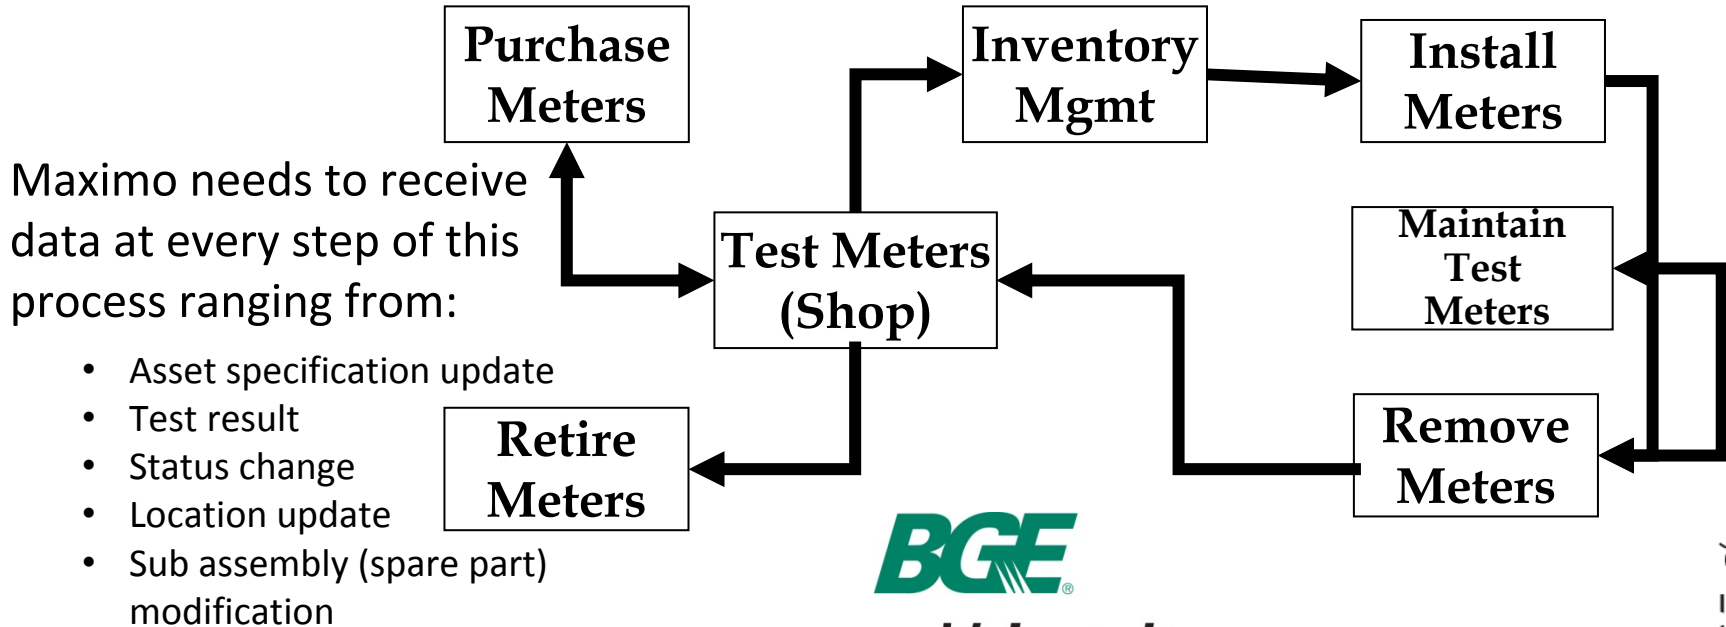 Purchase
Meters
Inventory
Mgmt
Install
Meters
Maximo needs to receive
data at every step of this
process ranging from:
Test Meters
(Shop)
Maintain
Test
Meters
• Asset specification update
• Test result
• Status change
• Location update
• Sub assembly (spare part)
modification
Retire
Meters
Remove
Meters
BGE®